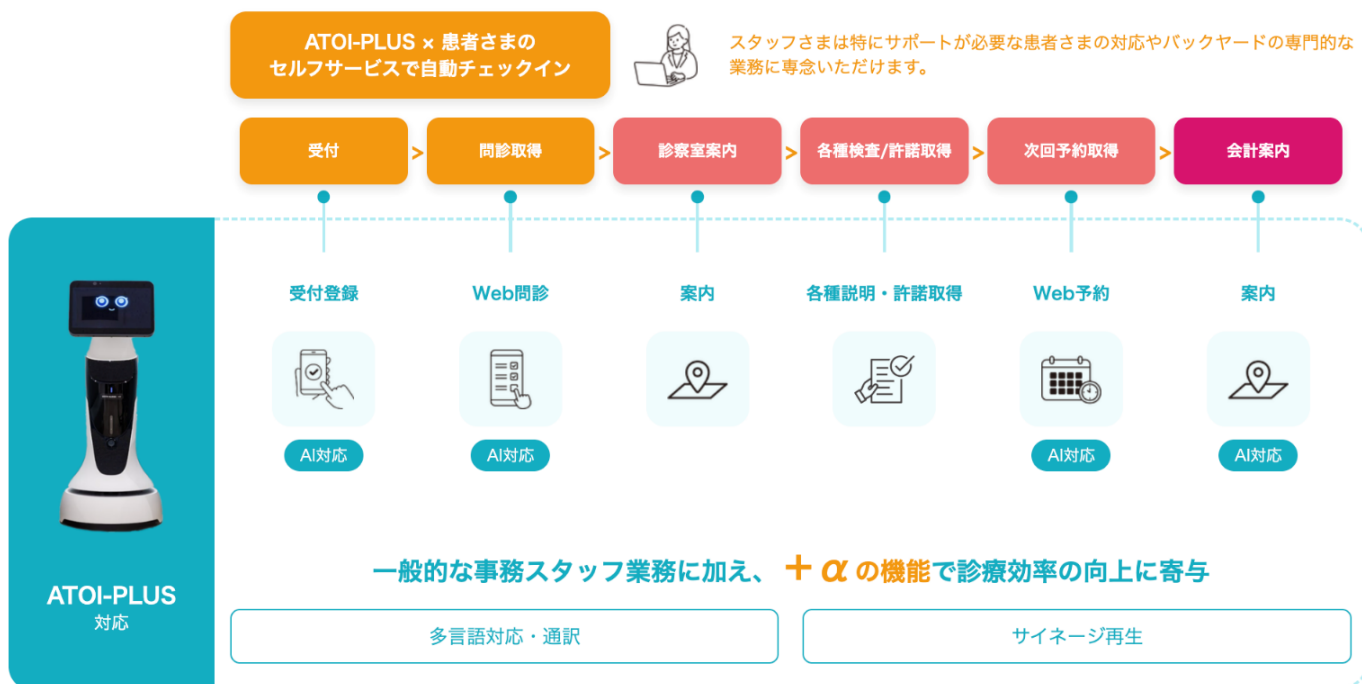 ATOI-PLUS × 患者さまの
セルフサービスで自動チェックイン
スタッフさまは特にサポートが必要な患者さまの対応やバックヤードの専門的な
業務に専念いただけます。
受付 > 問診取得 > 診察室案内 > 各種検査/許諾取得 > 次回予約取得 > 会計案内
受付登録 Web問診 案内 各種説明・許諾取得 Web予約 案内
AI対応 AI対応 AI対応 AI対応
ATOI-PLUS
対応
一般的な事務スタッフ業務に加え、+αの機能で診療効率の向上に寄与
多言語対応・通訳 サイネージ再生